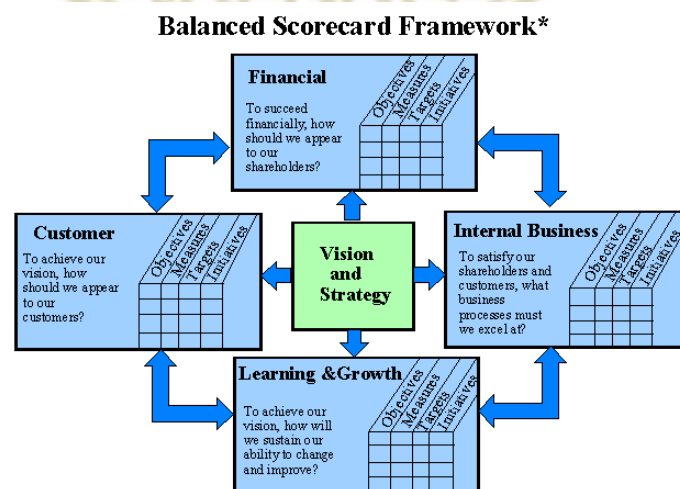 Balanced Scorecard Framework*
Financial
To succeed
financially, how
should we appear
to our
shareholders?
Objectives
Measures
Targets
Initiatives
Customer
To achieve our
vision, how
should we appear
to our
customers?
Objectives
Measures
Targets
Initiatives
Vision
and
Strategy
Internal Business
To satisfy our
shareholders and
customers, what
business
processes must
we excel at?
Objectives
Measures
Targets
Initiatives
Learning &Growth
To achieve our
vision, how will
we sustain our
ability to change
and improve?
Objectives
Measures
Targets
Initiatives